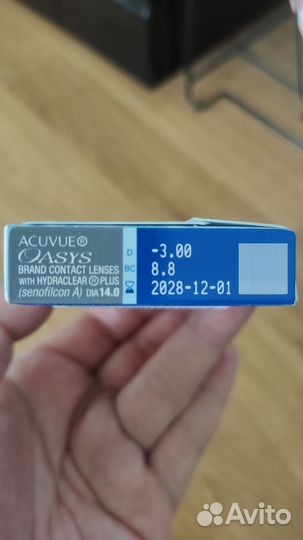 ACUVUE®
OASYS
BRAND CONTACT LENSES
WITH HYDRACLEAR® PLUS
(senofilcon A) DIA14.0
D -3.00
BC 8.8
2028-12-01
Avito